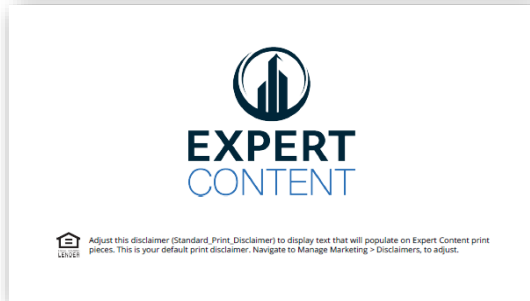 EXPERT
CONTENT
Adjust this disclaimer (Standard_Print_Disclaimer) to display text that will populate on Expert Content print
pieces. This is your default print disclaimer. Navigate to Manage Marketing > Disclaimers, to adjust.
LENDER